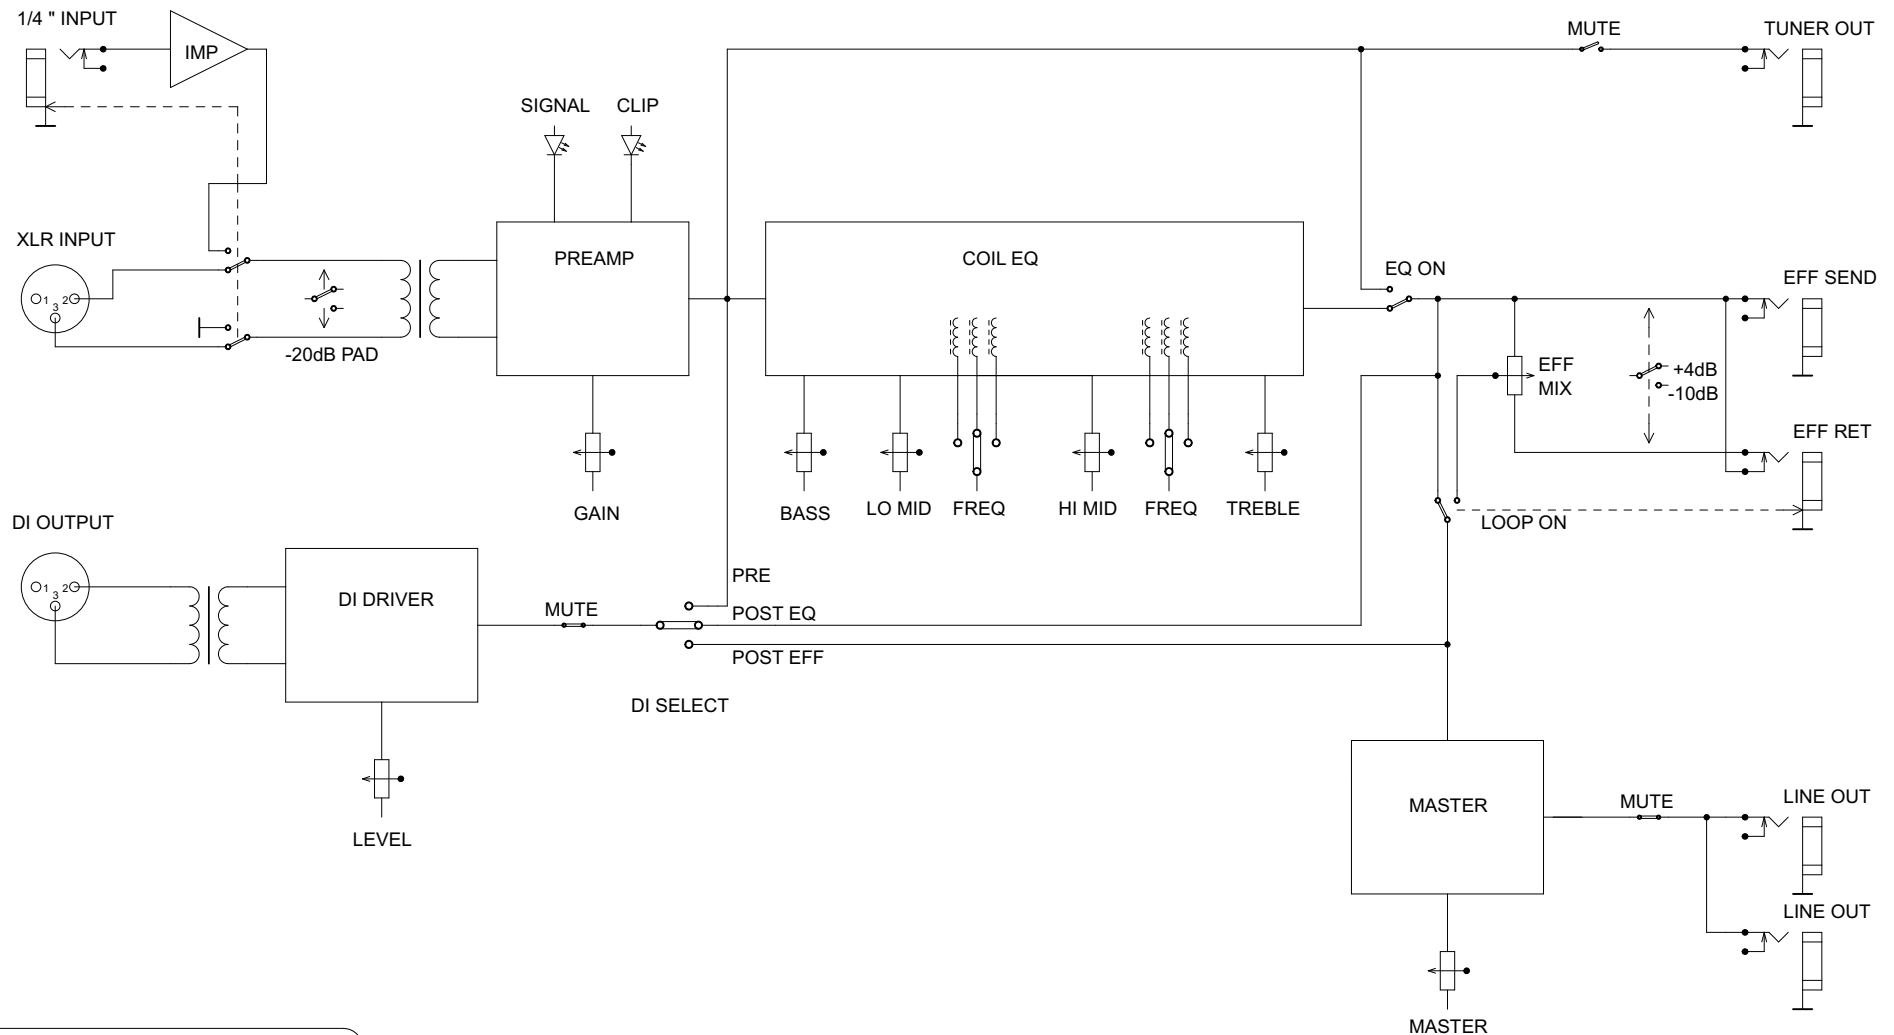 1/4 " INPUT
IMP
MUTE
TUNER OUT
SIGNAL
CLIP
XLR INPUT
1 2
3
-20dB PAD
PREAMP
COIL EQ
EQ ON
EFF SEND
EFF
MIX
+4dB
-10dB
EFF RET
GAIN
BASS
LO MID
FREQ
HI MID
FREQ
TREBLE
LOOP ON
DI OUTPUT
1 2
3
DI DRIVER
MUTE
PRE
POST EQ
POST EFF
DI SELECT
LEVEL
MASTER
MUTE
LINE OUT
LINE OUT
MASTER